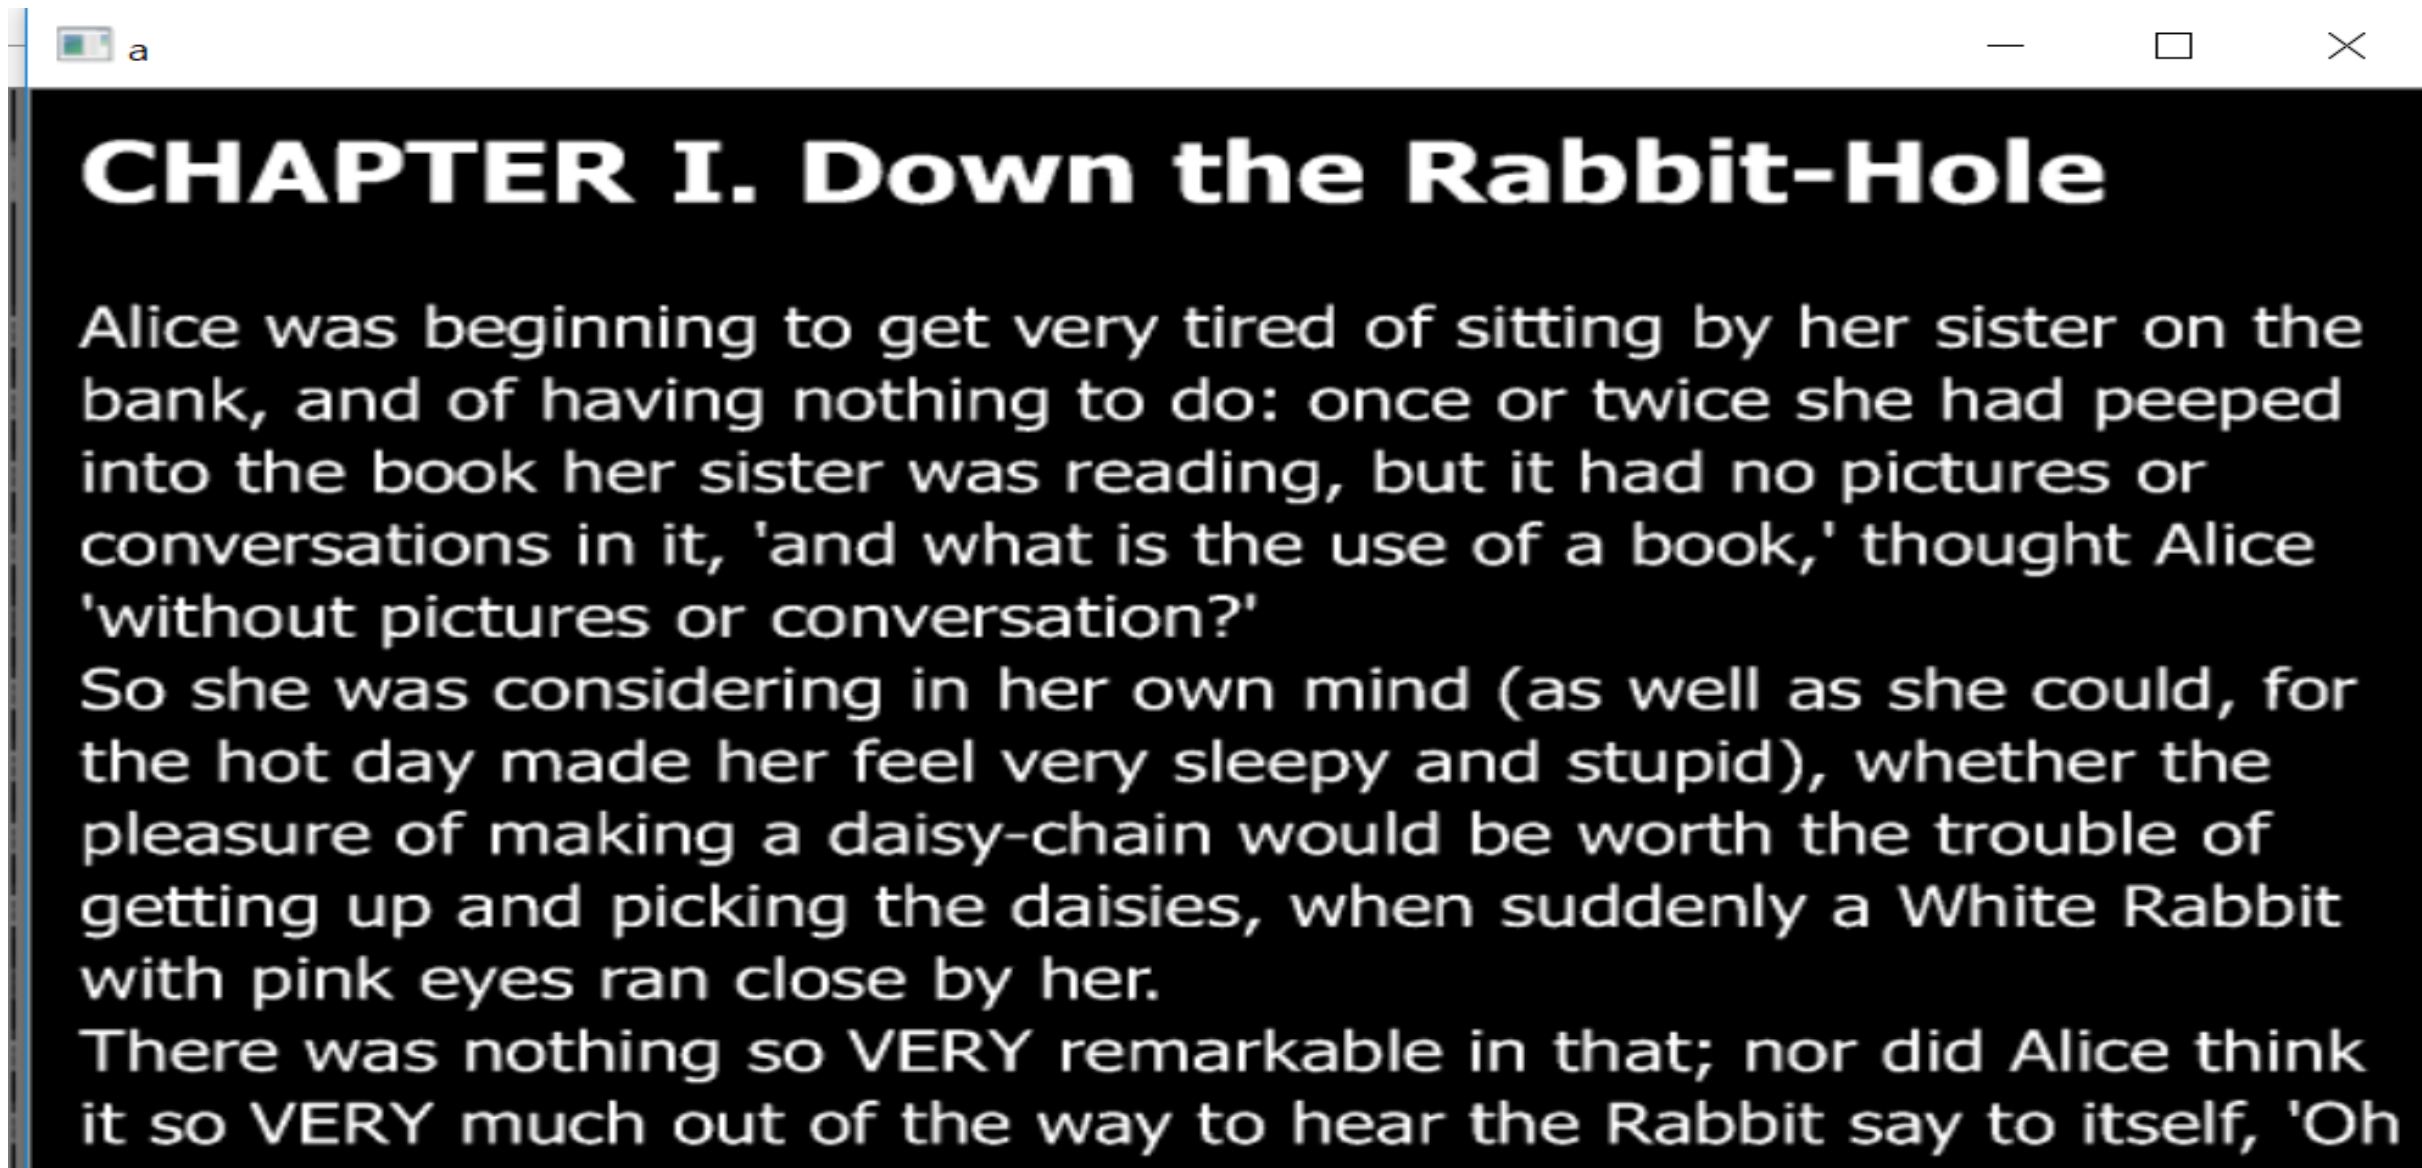 a
CHAPTER I. Down the Rabbit-Hole
Alice was beginning to get very tired of sitting by her sister on the
bank, and of having nothing to do: once or twice she had peeped
into the book her sister was reading, but it had no pictures or
conversations in it, 'and what is the use of a book,' thought Alice
'without pictures or conversation?'
So she was considering in her own mind (as well as she could, for
the hot day made her feel very sleepy and stupid), whether the
pleasure of making a daisy-chain would be worth the trouble of
getting up and picking the daisies, when suddenly a White Rabbit
with pink eyes ran close by her.
There was nothing so VERY remarkable in that; nor did Alice think
it so VERY much out of the way to hear the Rabbit say to itself, 'Oh